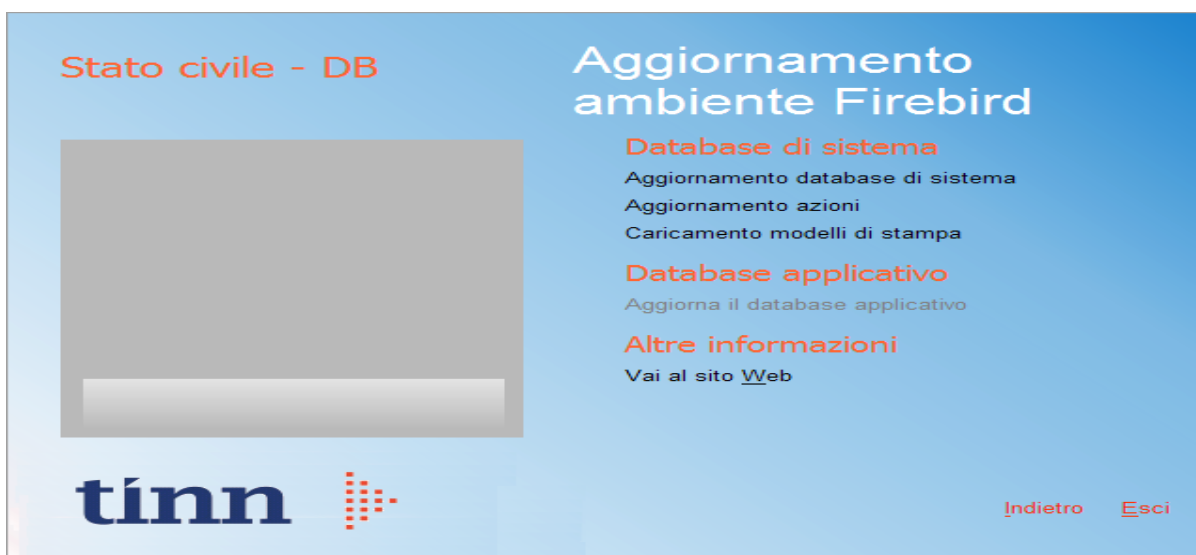 Stato civile - DB
Aggiornamento
ambiente Firebird
Database di sistema
Aggiornamento database di sistema
Aggiornamento azioni
Caricamento modelli di stampa
Database applicativo
Aggiorna il database applicativo
Altre informazioni
Vai al sito Web
tinn
Indietro Esci